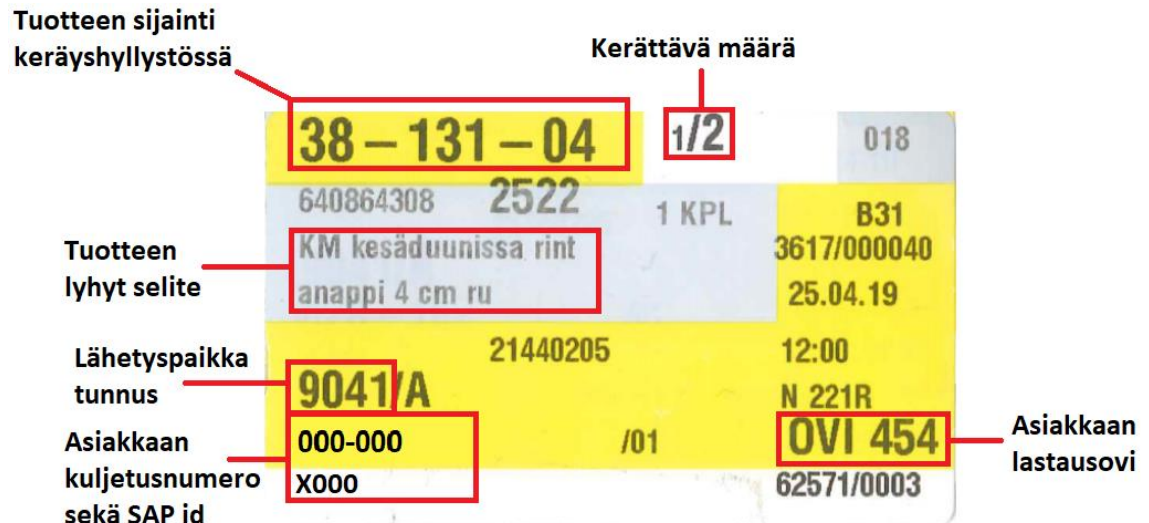 Tuotteen sijainti
keräyshyllystössä
Kerättävä määrä
38 – 131 – 04
1/2
018
640864308 2522
1 KPL
B31
KM kesäduunissa rint
3617/000040
anappi 4 cm ru
25.04.19
Tuotteen
lyhyt selite
21440205
12:00
Lähetyspaikka
tunnus
9041/A
N 221R
Asiakkaan
kuljetusnumero
sekä SAP id
000-000
/01
OVI 454
X000
62571/0003
Asiakkaan
lastausovi